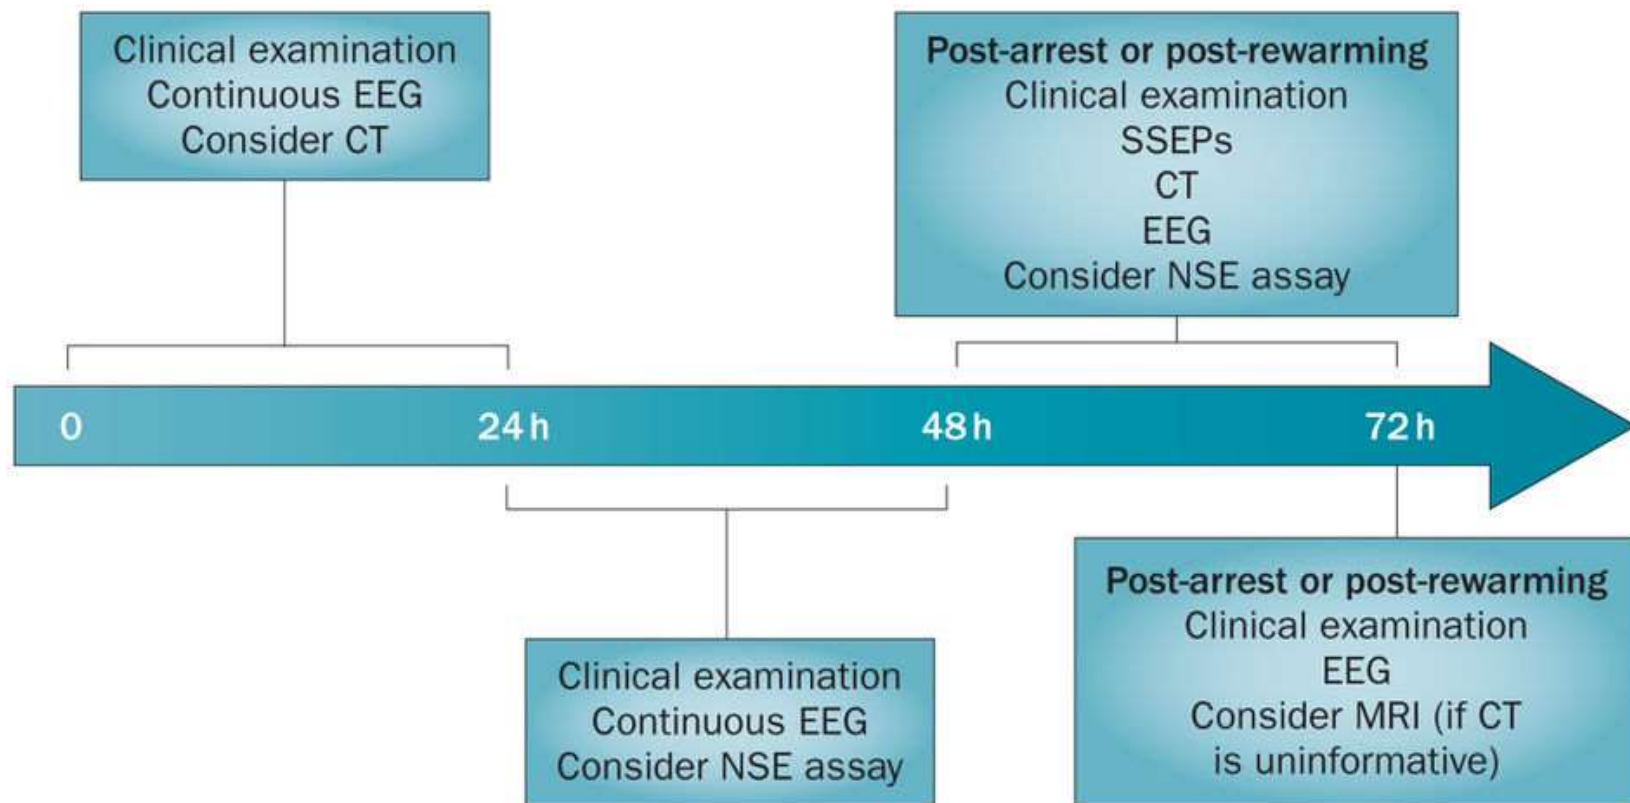 Clinical examination
Continuous EEG
Consider CT
Post-arrest or post-rewarming
Clinical examination
SSEPs
CT
EEG
Consider NSE assay
0
24 h
48 h
72 h
Clinical examination
Continuous EEG
Consider NSE assay
Post-arrest or post-rewarming
Clinical examination
EEG
Consider MRI (if CT
is uninformative)